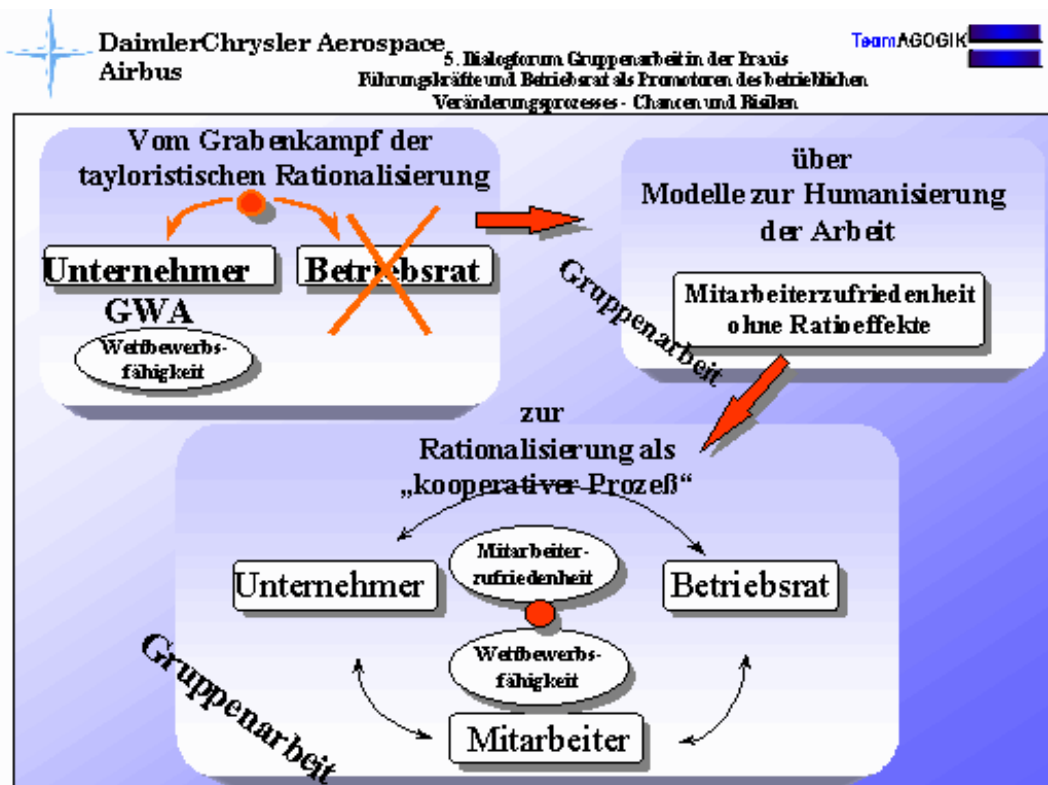 DaimlerChrysler Aerospace
Airbus
5. Dialogforum Gruppenarbeit in der Praxis
Führungskräfte und Betriebsrat als Promotoren des betrieblichen
Veränderungsprozesses - Chancen und Risiken
TeamAGOGIK
Vom Grabenkampf der
tayloristischen Rationalisierung
Unternehmer
Betriebsrat
GWA
Wettbewerbs-
fähigkeit
über
Modelle zur Humanisierung
der Arbeit
Gruppenarbeit
Mitarbeiterzufriedenheit
ohne Ratioeffekte
zur
Rationalisierung als
„kooperativer Prozeß“
Unternehmer
Mitarbeiter-
zufriedenheit
Betriebsrat
Wettbewerbs-
fähigkeit
Mitarbeiter
Gruppenarbeit